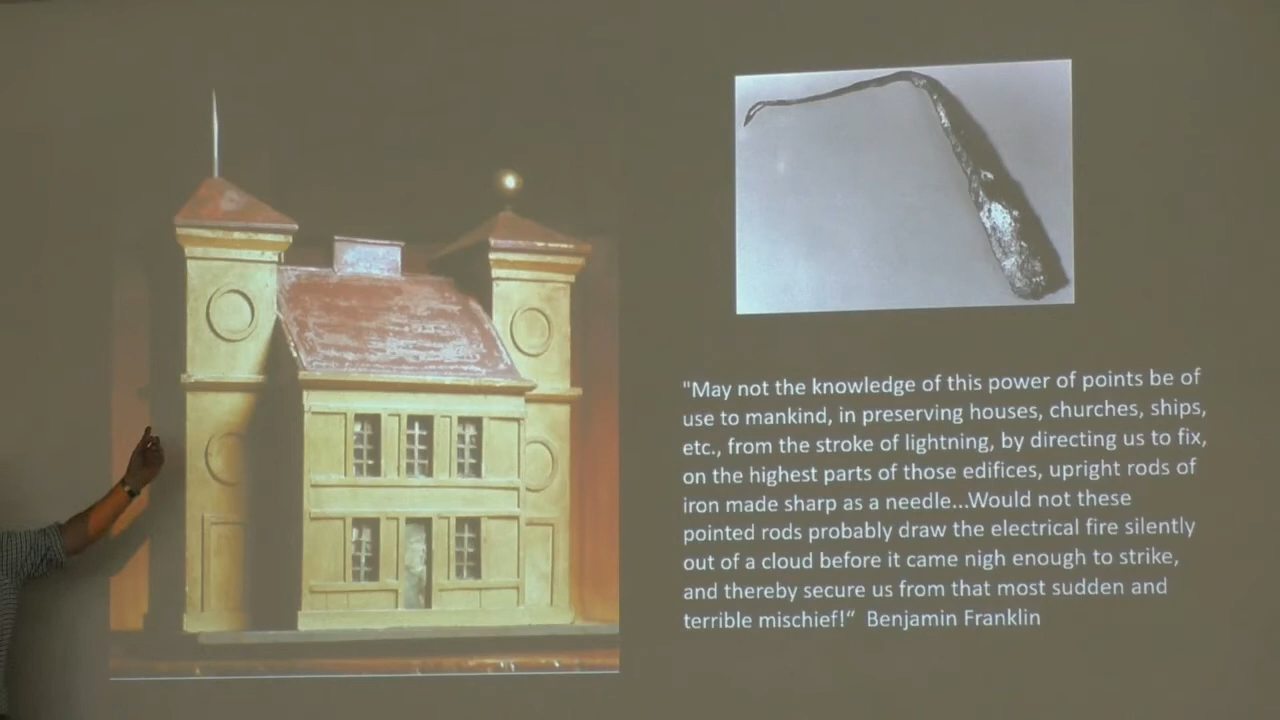 "May not the knowledge of this power of points be of
use to mankind, in preserving houses, churches, ships,
etc., from the stroke of lightning, by directing us to fix,
on the highest parts of those edifices, upright rods of
iron made sharp as a needle...Would not these
pointed rods probably draw the electrical fire silently
out of a cloud before it came nigh enough to strike,
and thereby secure us from that most sudden and
terrible mischief!“  Benjamin Franklin